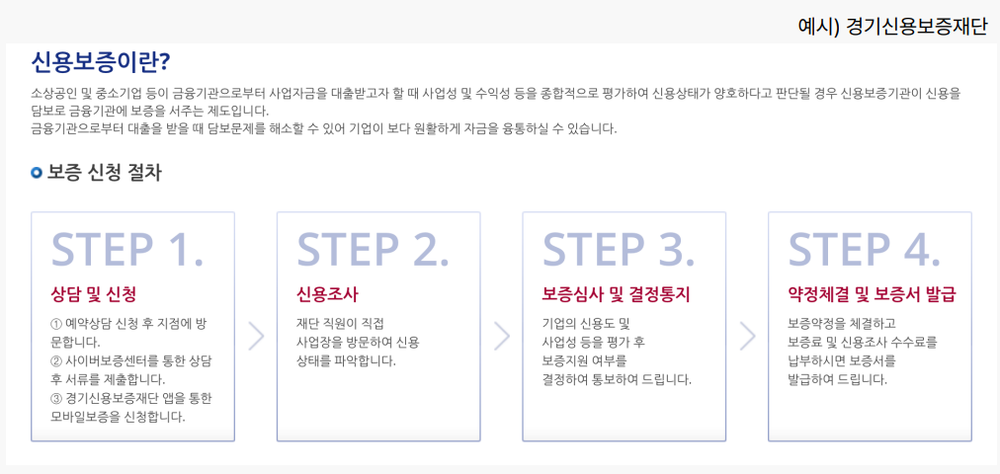 예시) 경기신용보증재단
신용보증이란?
소상공인 및 중소기업 등이 금융기관으로부터 사업자금을 대출받고자 할 때 사업성 및 수익성 등을 종합적으로 평가하여 신용상태가 양호하다고 판단될 경우 신용보증기관이 신용을
담보로 금융기관에 보증을 서주는 제도입니다.
금융기관으로부터 대출을 받을 때 담보문제를 해소할 수 있어 기업이 보다 원활하게 자금을 융통하실 수 있습니다.
보증 신청 절차
STEP 1.
상담 및 신청
① 예약상담 신청 후 지점에 방
문합니다.
② 사이버보증센터를 통한 상담
후 서류를 제출합니다.
③ 경기신용보증재단 앱을 통한
모바일보증을 신청합니다.
STEP 2.
신용조사
재단 직원이 직접
사업장을 방문하여 신용
상태를 파악합니다.
STEP 3.
보증심사 및 결정통지
기업의 신용도 및
사업성 등을 평가 후
보증지원 여부를
결정하여 통보하여 드립니다.
STEP 4.
약정체결 및 보증서 발급
보증약정을 체결하고
보증료 및 신용조사 수수료를
납부하시면 보증서를
발급하여 드립니다.